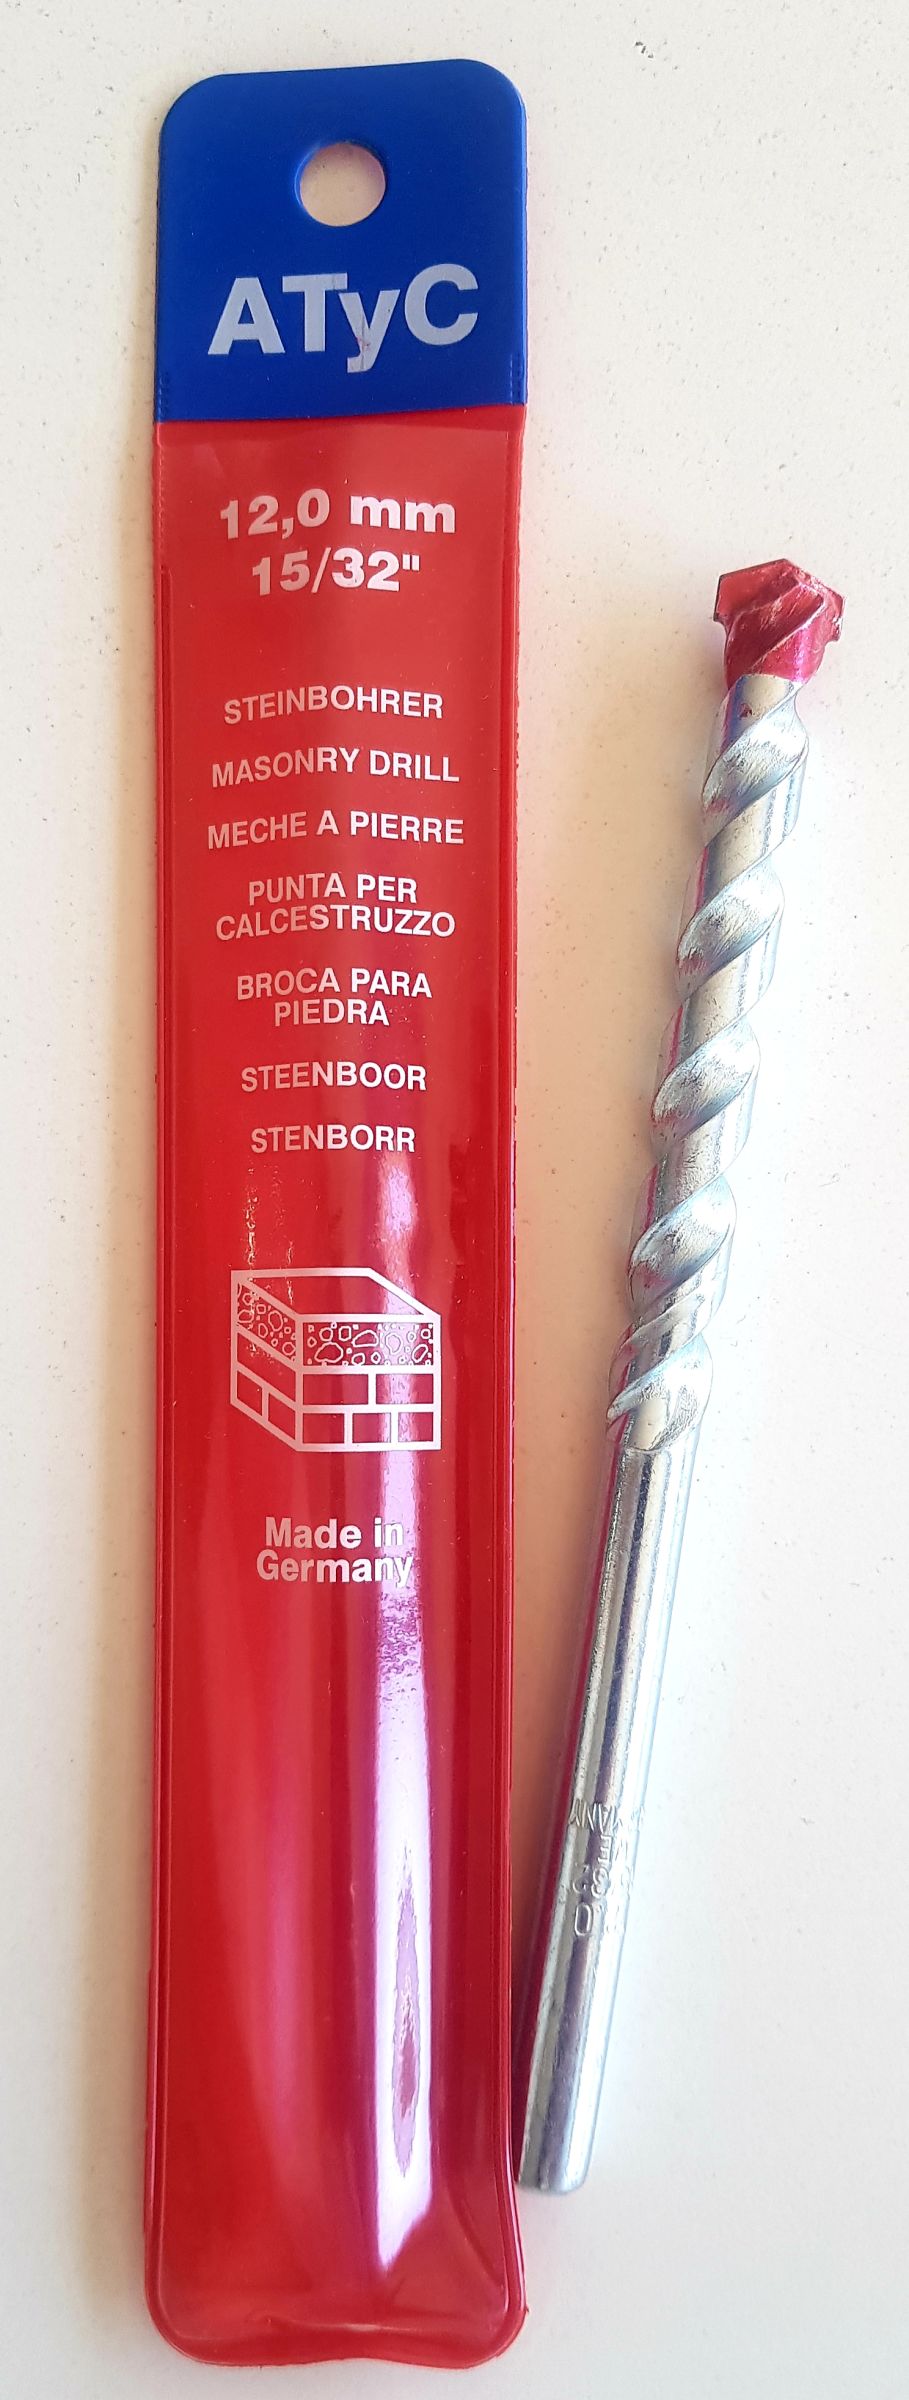 ATyC
12,0 mm
15/32"
STEINBOHRER
MASONRY DRILL
MECHE A PIERRE
PUNTA PER
CALCESTRUZZO
BROCA PARA
PIEDRA
STEENBOOR
STENBORR
Made in
Germany